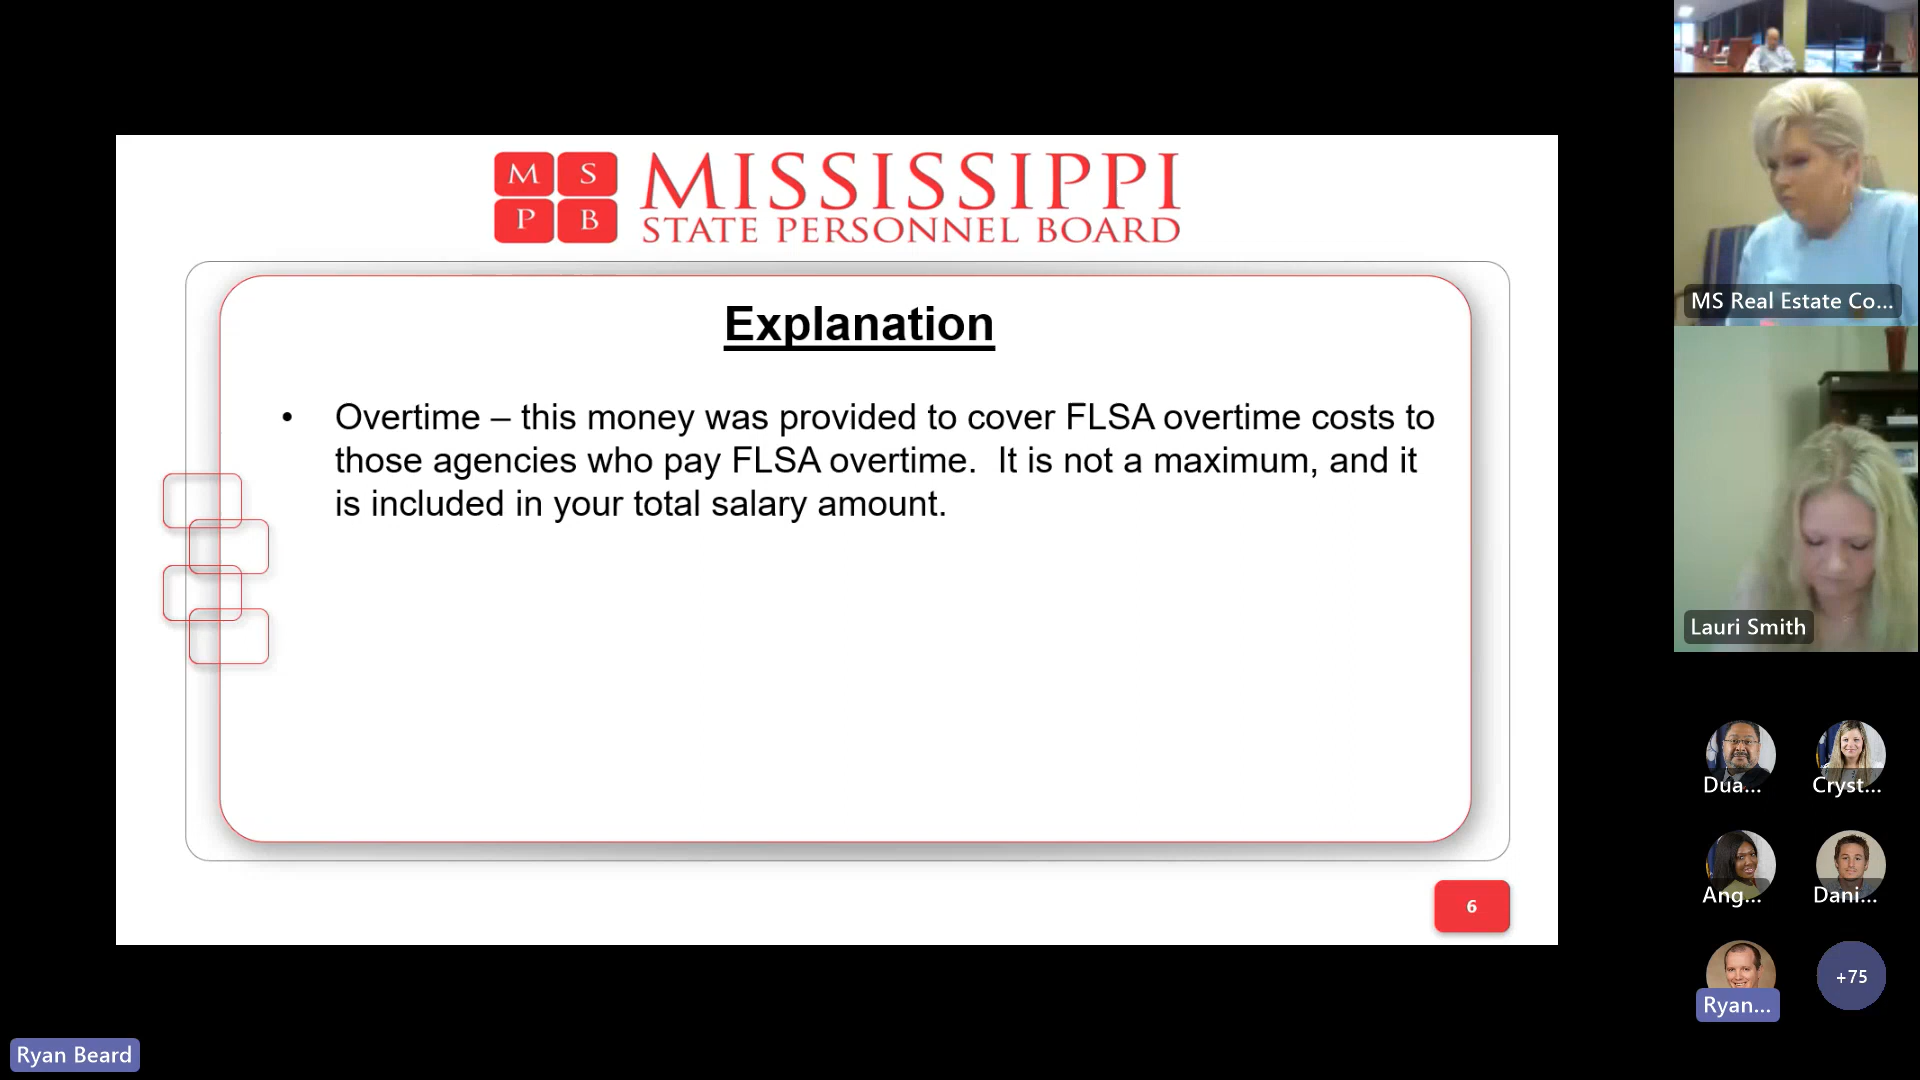 M S
P B
MISSISSIPPI
STATE PERSONNEL BOARD
Explanation
• Overtime – this money was provided to cover FLSA overtime costs to
those agencies who pay FLSA overtime.  It is not a maximum, and it
is included in your total salary amount.
6
MS Real Estate Co...
Lauri Smith
Dua...
Cryst...
Ang...
Dani...
Ryan...
+75
Ryan Beard